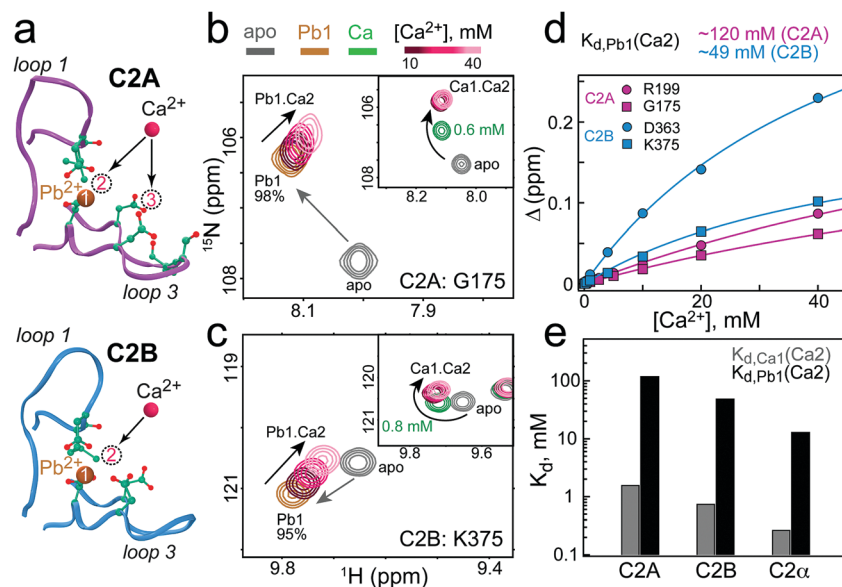 a
loop 1
C2A
Ca²⁺
Pb²⁺
1
2
3
loop 3
loop 1
C2B
Ca²⁺
Pb²⁺
1
2
loop 3
b
apo
Pb1
Ca
[Ca²⁺], mM
10
40
Pb1.Ca2
Pb1
98%
apo
C2A: G175
106
108
¹⁵N (ppm)
8.1
7.9
Ca1.Ca2
0.6 mM
apo
106
108
8.2
8.0
c
Pb1.Ca2
apo
Pb1
95%
C2B: K375
119
121
9.8
¹H (ppm)
9.4
Ca1.Ca2
apo
0.8 mM
120
121
9.8
9.6
d
K_d,Pb1(Ca2)
~120 mM (C2A)
~49 mM (C2B)
C2A
R199
G175
C2B
D363
K375
Δ (ppm)
0.2
0.1
0
0
20
40
[Ca²⁺], mM
e
K_d,Ca1(Ca2)
K_d,Pb1(Ca2)
K_d, mM
100
10
1
0.1
C2A
C2B
C2α